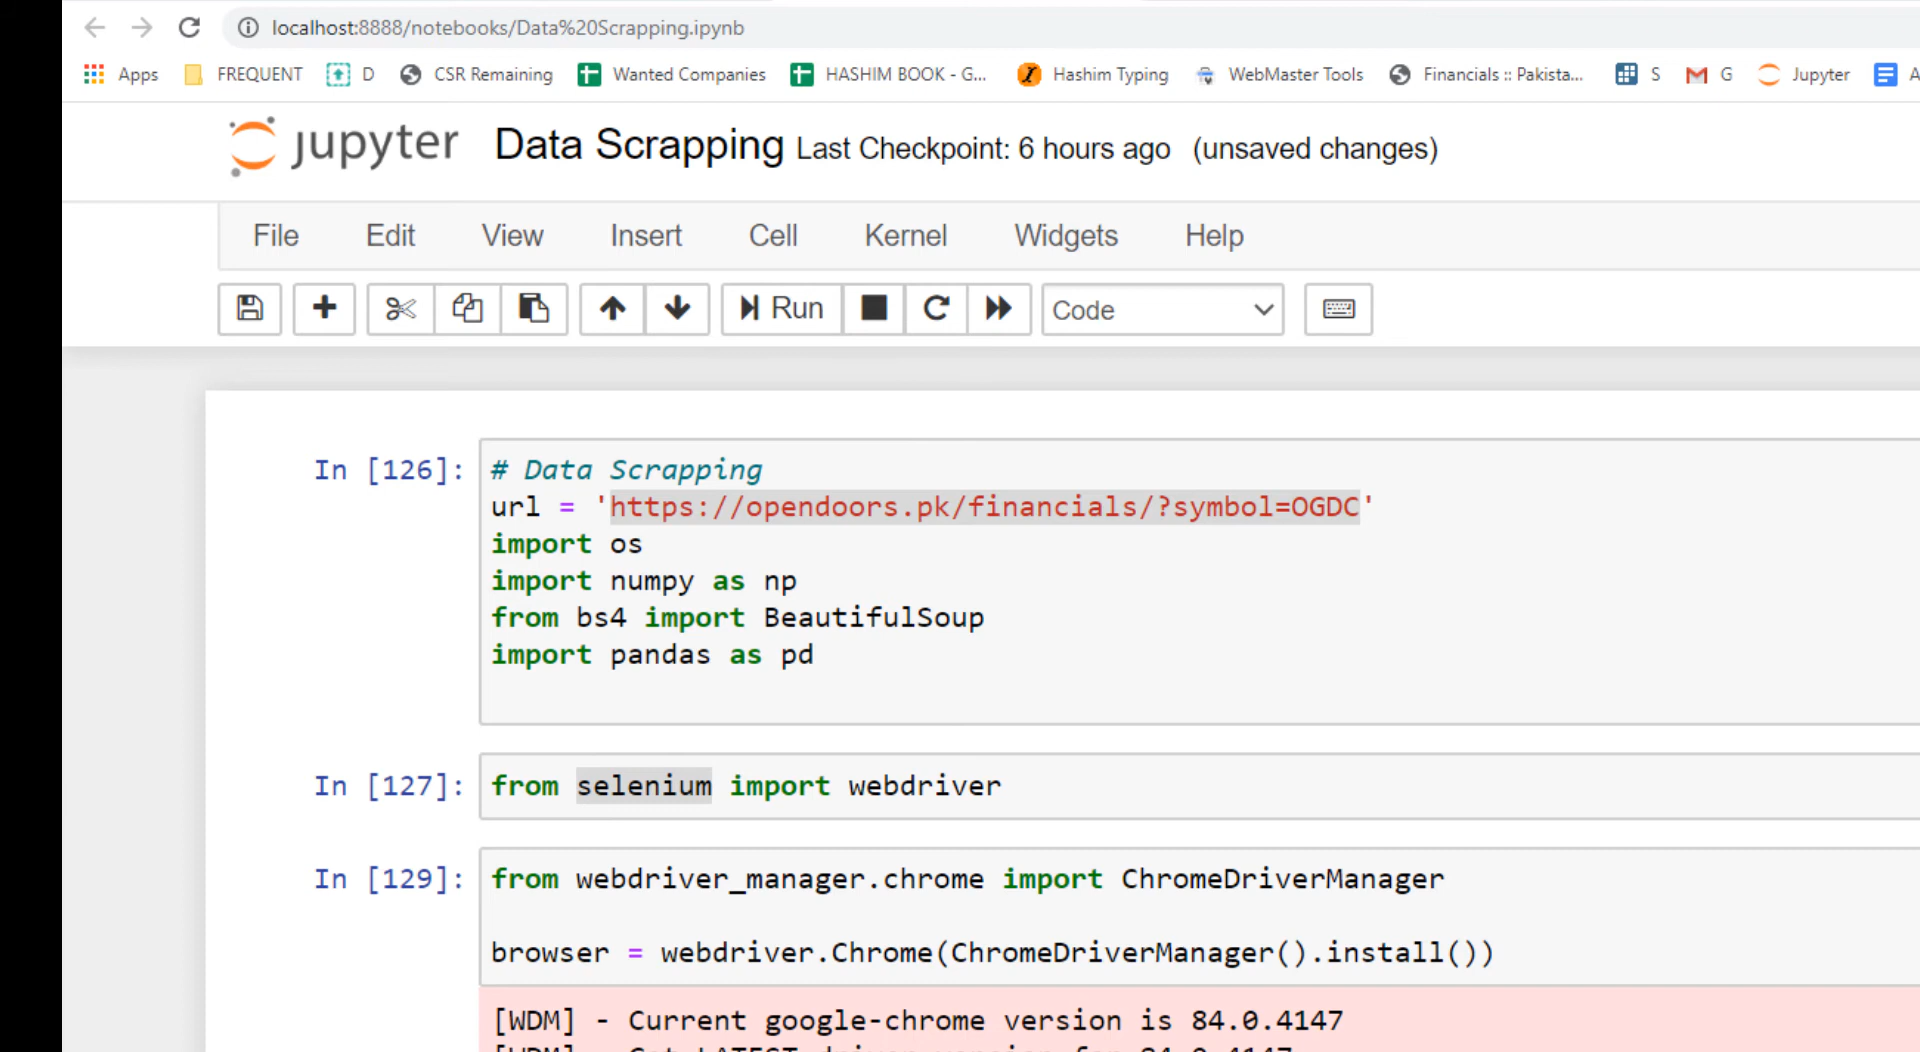 localhost:8888/notebooks/Data%20Scrapping.ipynb
Apps FREQUENT D CSR Remaining Wanted Companies HASHIM BOOK - G... Hashim Typing WebMaster Tools Financials :: Pakista... S G Jupyter A
jupyter Data Scrapping Last Checkpoint: 6 hours ago (unsaved changes)
File Edit View Insert Cell Kernel Widgets Help
Run Code
In [126]: # Data Scrapping
url = 'https://opendoors.pk/financials/?symbol=OGDC'
import os
import numpy as np
from bs4 import BeautifulSoup
import pandas as pd
In [127]: from selenium import webdriver
In [129]: from webdriver_manager.chrome import ChromeDriverManager
browser = webdriver.Chrome(ChromeDriverManager().install())
[WDM] - Current google-chrome version is 84.0.4147